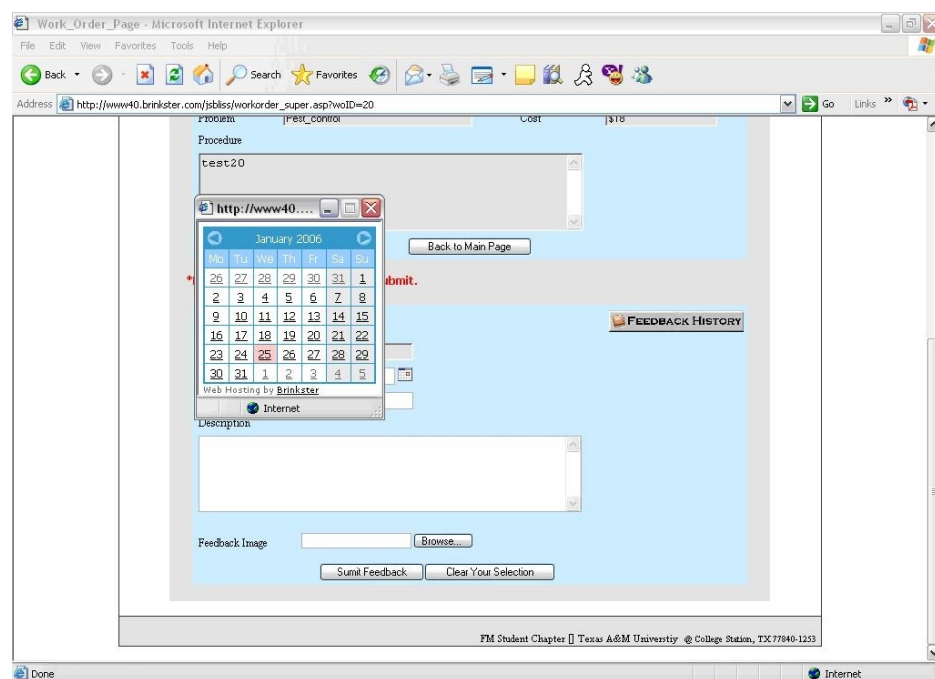 Work_Order_Page - Microsoft Internet Explorer
File Edit View Favorites Tools Help
Back Search Favorites
Address http://www40.brinkster.com/jsbliss/workorder_super.asp?woID=20 Go Links »
Problem Pest_control Cost $18
Procedure
test20
http://www40....
January 2006
Mo Tu We Th Fr Sa Su
26 27 28 29 30 31 1
2 3 4 5 6 7 8
9 10 11 12 13 14 15
16 17 18 19 20 21 22
23 24 25 26 27 28 29
30 31 1 2 3 4 5
Web Hosting by Brinkster
Internet
Back to Main Page
ubmit.
FEEDBACK HISTORY
Description
Feedback Image Browse...
Sumit Feedback Clear Your Selection
FM Student Chapter [] Texas A&M Universtiy @ College Station, TX 77840-1253
Done Internet